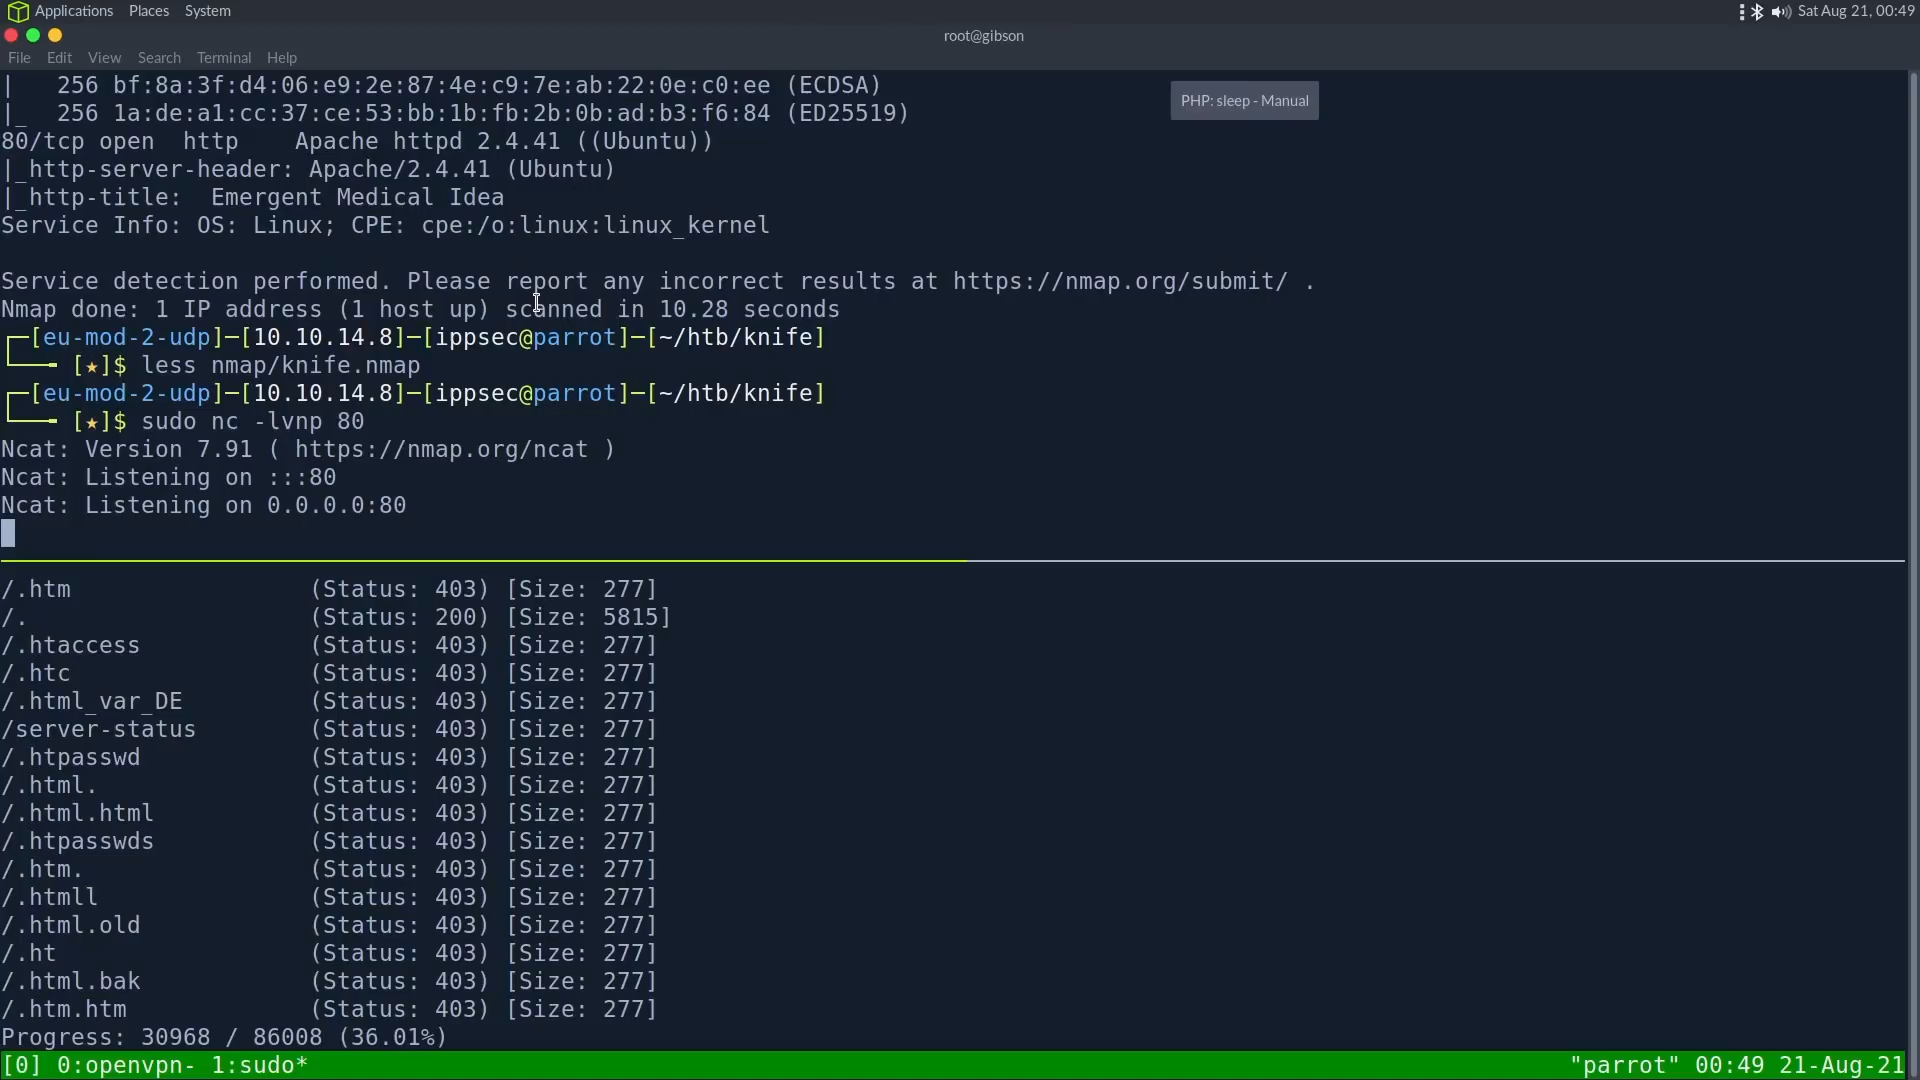 Applications Places System
Sat Aug 21, 00:49
root@gibson
File Edit View Search Terminal Help
| 256 bf:8a:3f:d4:06:e9:2e:87:4e:c9:7e:ab:22:0e:c0:ee (ECDSA)
PHP: sleep - Manual
|_ 256 1a:de:a1:cc:37:ce:53:bb:1b:fb:2b:0b:ad:b3:f6:84 (ED25519)
80/tcp open http Apache httpd 2.4.41 ((Ubuntu))
|_http-server-header: Apache/2.4.41 (Ubuntu)
|_http-title: Emergent Medical Idea
Service Info: OS: Linux; CPE: cpe:/o:linux:linux_kernel
Service detection performed. Please report any incorrect results at https://nmap.org/submit/ .
Nmap done: 1 IP address (1 host up) scanned in 10.28 seconds
┌─[eu-mod-2-udp]─[10.10.14.8]─[ippsec@parrot]─[~/htb/knife]
└──╼ [★]$ less nmap/knife.nmap
┌─[eu-mod-2-udp]─[10.10.14.8]─[ippsec@parrot]─[~/htb/knife]
└──╼ [★]$ sudo nc -lvnp 80
Ncat: Version 7.91 ( https://nmap.org/ncat )
Ncat: Listening on :::80
Ncat: Listening on 0.0.0.0:80
/.htm (Status: 403) [Size: 277]
/. (Status: 200) [Size: 5815]
/.htaccess (Status: 403) [Size: 277]
/.htc (Status: 403) [Size: 277]
/.html_var_DE (Status: 403) [Size: 277]
/server-status (Status: 403) [Size: 277]
/.htpasswd (Status: 403) [Size: 277]
/.html. (Status: 403) [Size: 277]
/.html.html (Status: 403) [Size: 277]
/.htpasswds (Status: 403) [Size: 277]
/.htm. (Status: 403) [Size: 277]
/.htmll (Status: 403) [Size: 277]
/.html.old (Status: 403) [Size: 277]
/.ht (Status: 403) [Size: 277]
/.html.bak (Status: 403) [Size: 277]
/.htm.htm (Status: 403) [Size: 277]
Progress: 30968 / 86008 (36.01%)
[0] 0:openvpn- 1:sudo* "parrot" 00:49 21-Aug-21